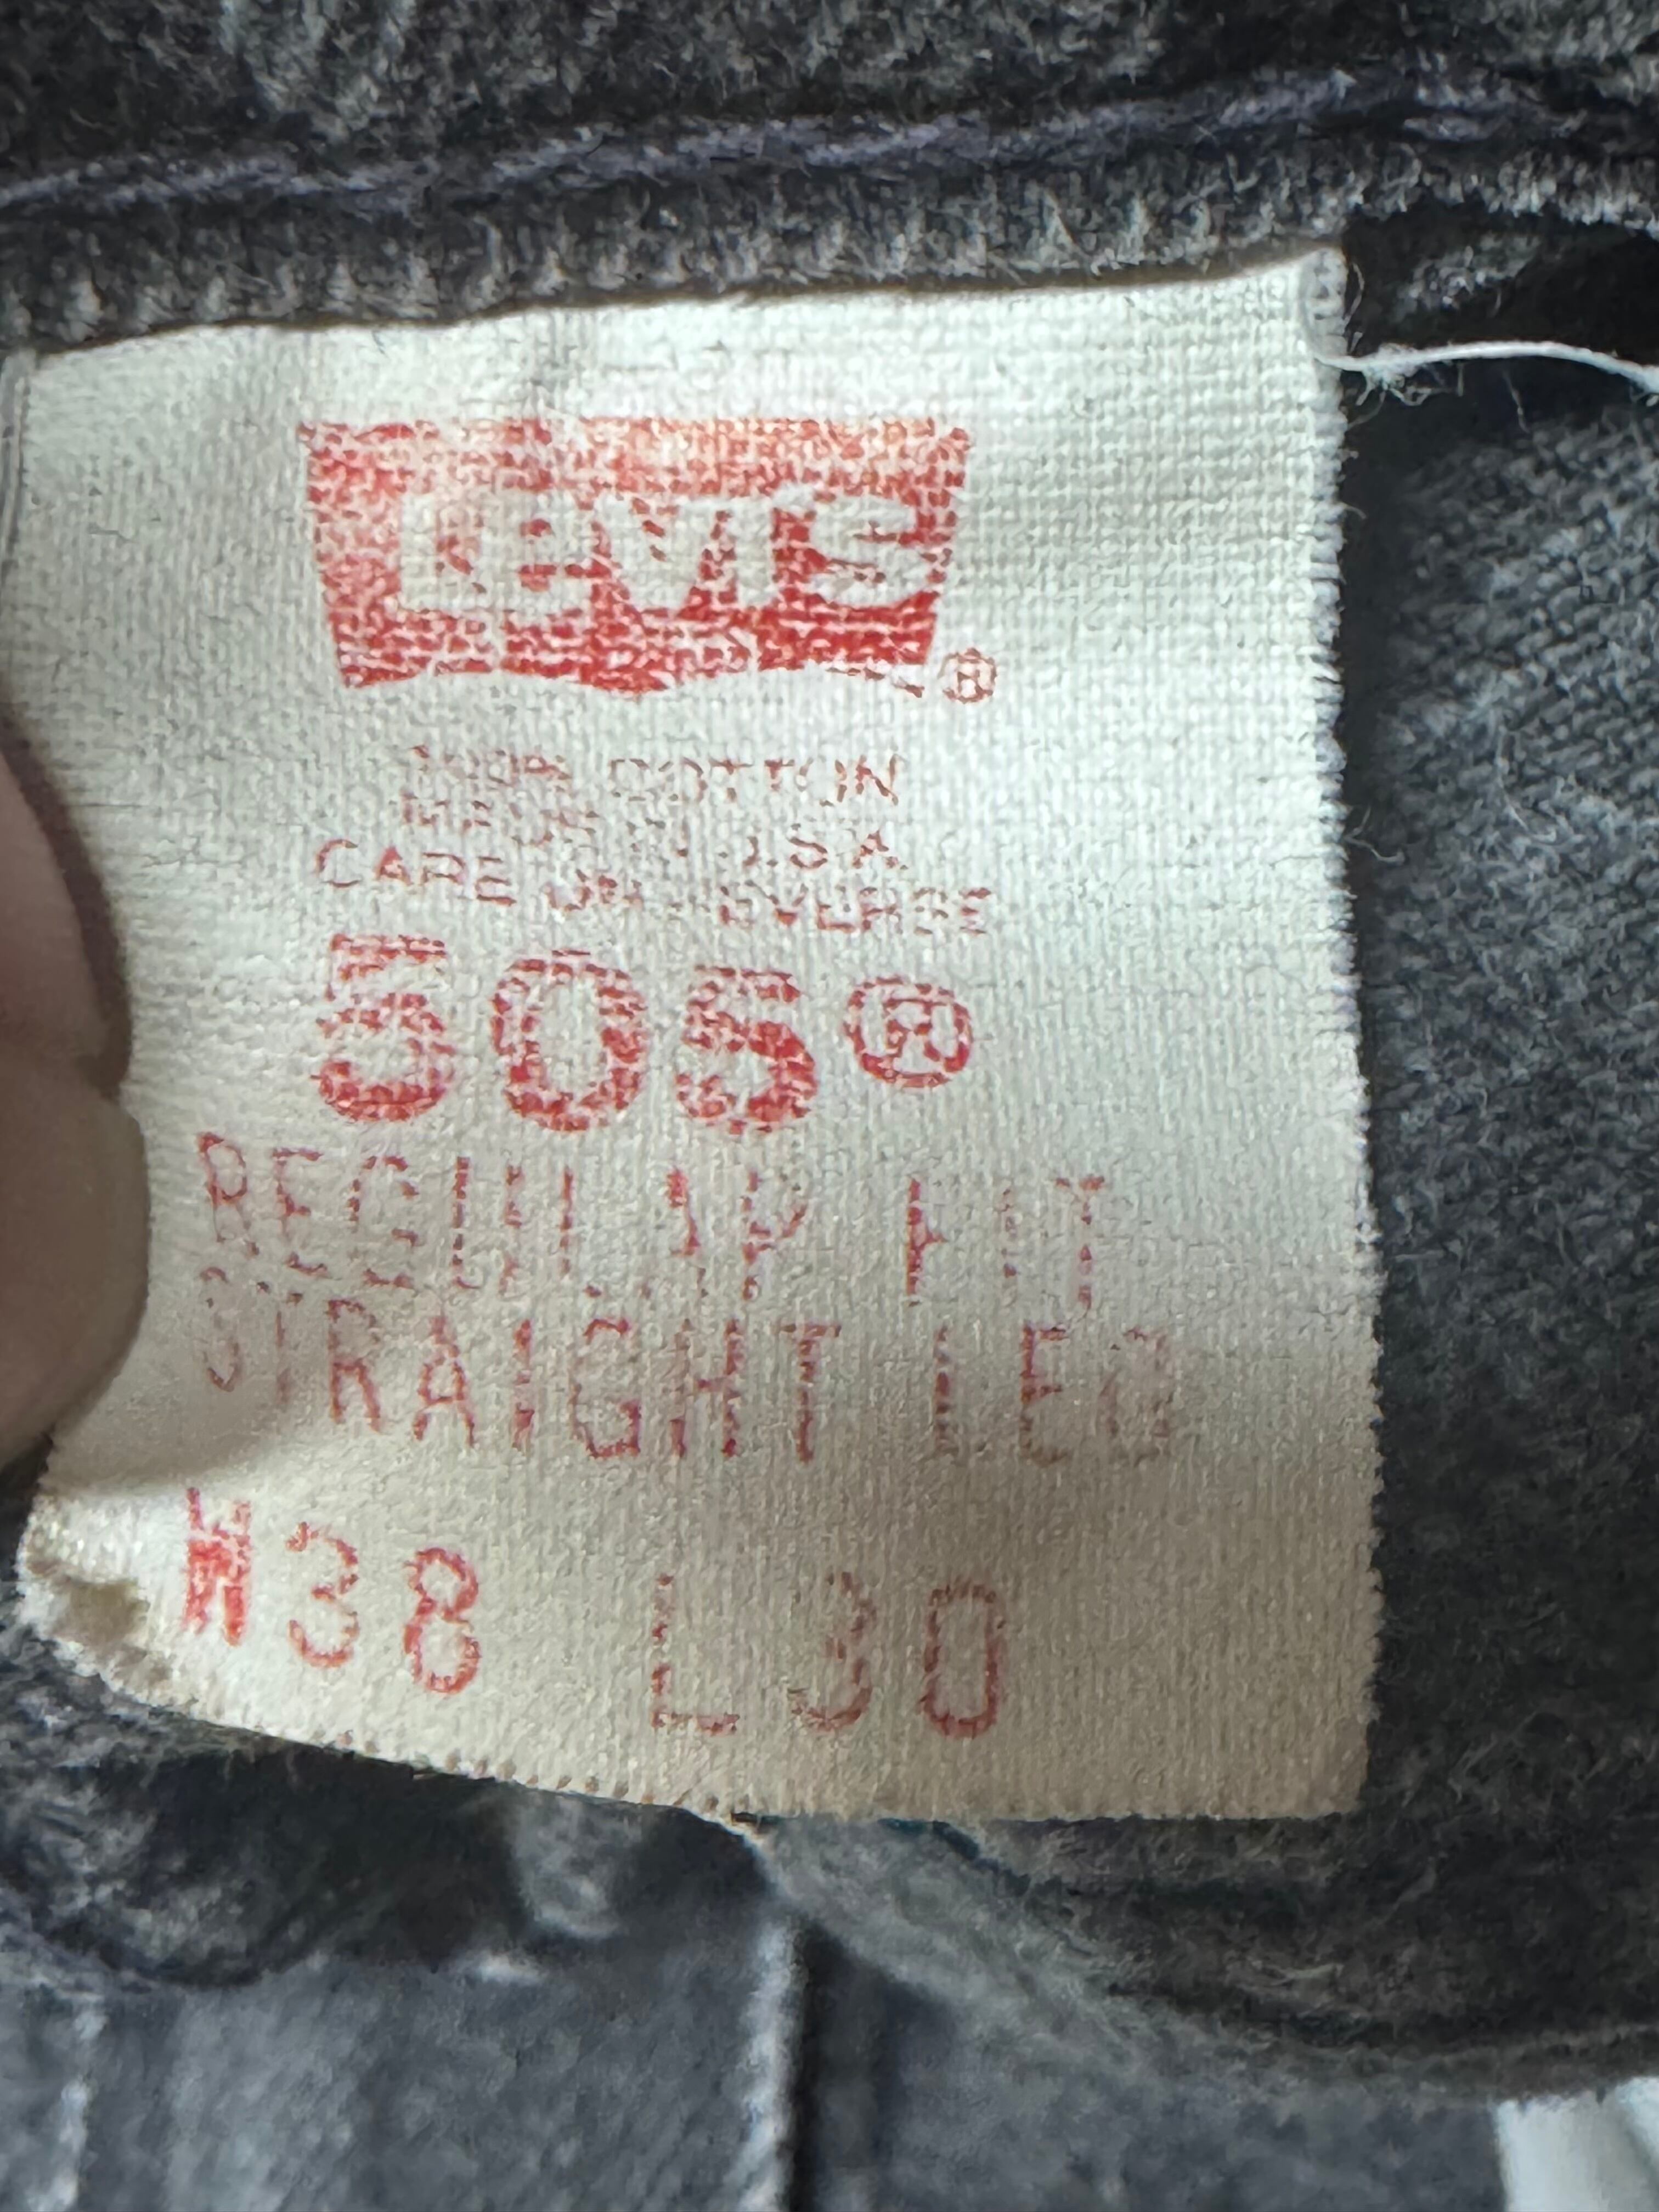 LEVI'S ®
100% COTTON
MADE IN U.S.A.
CARE ON REVERSE
505®
REGULAR FIT
STRAIGHT LEG
W38 L30